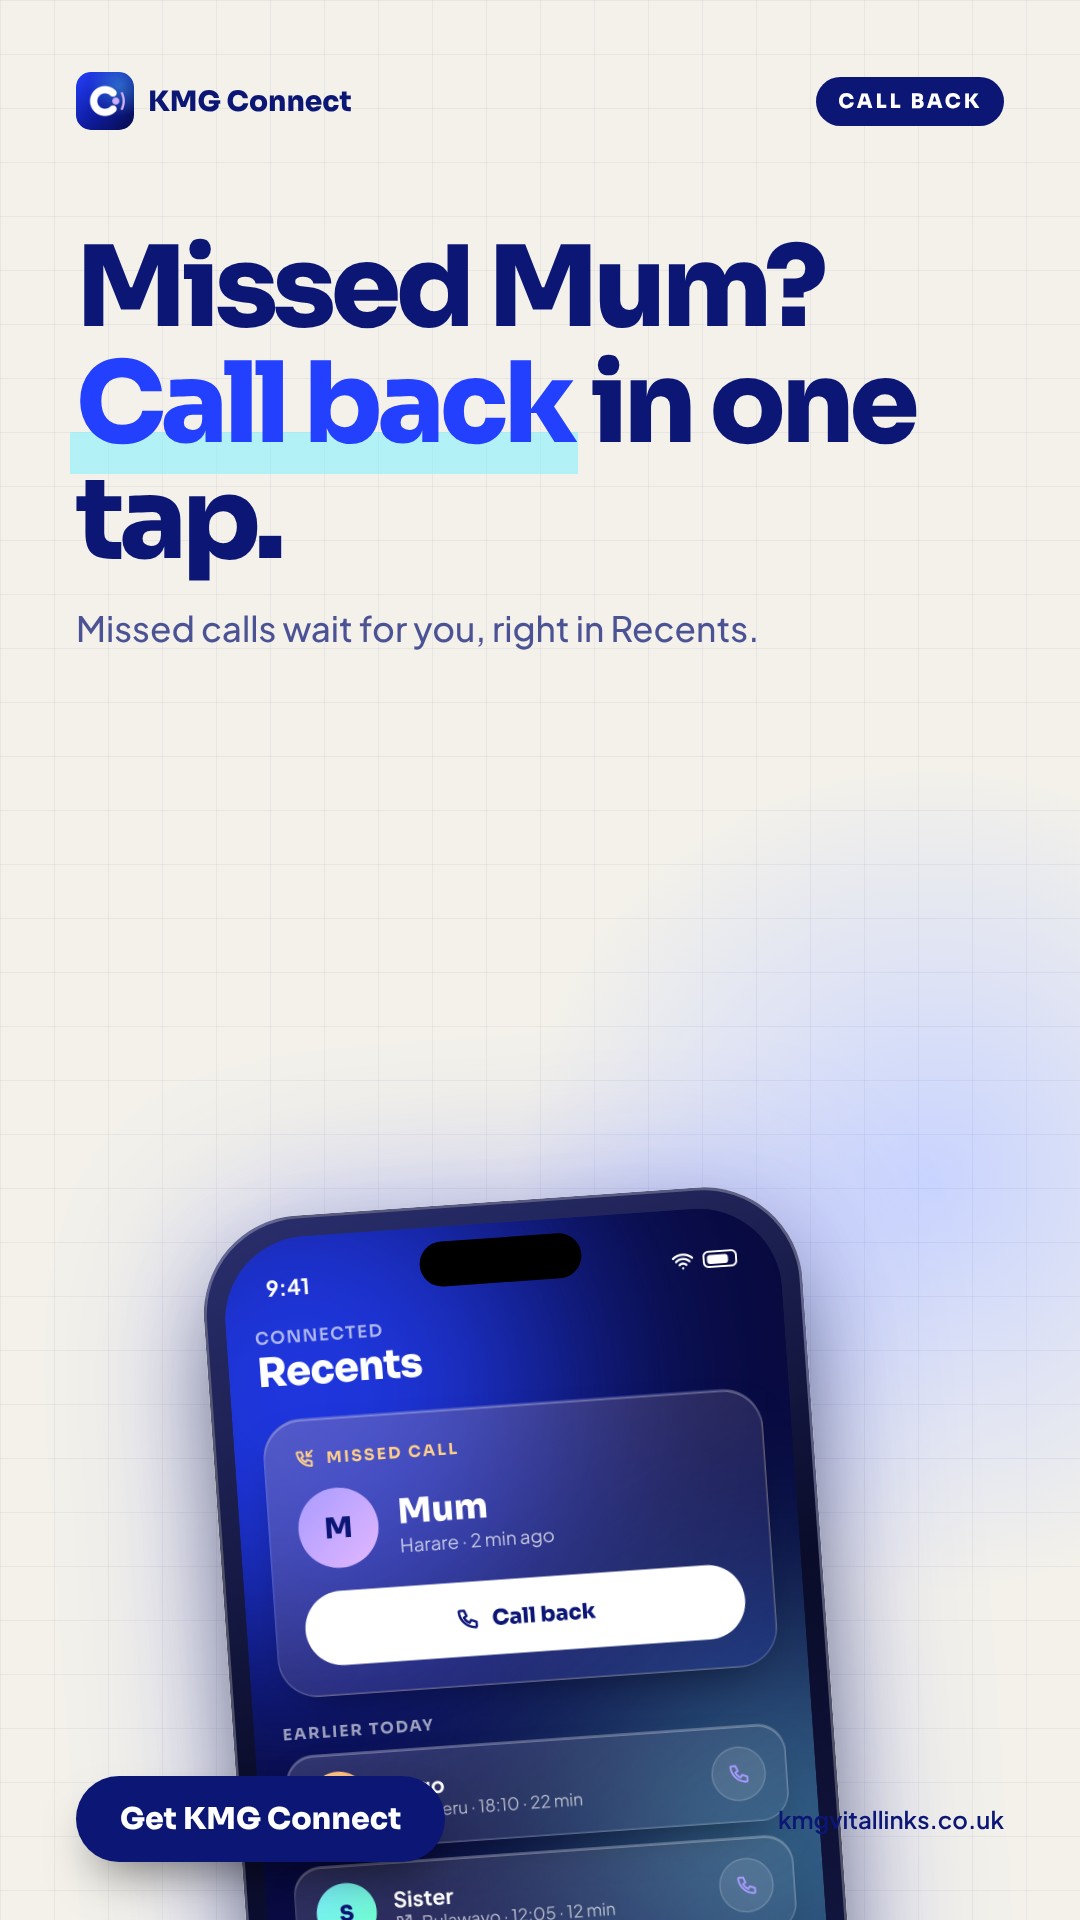 KMG Connect
CALL BACK
Missed Mum?
Call back in one
tap.
Missed calls wait for you, right in Recents.
9:41
CONNECTED
Recents
MISSED CALL
M
Mum
Harare · 2 min ago
Call back
EARLIER TODAY
18:10 · 22 min
Get KMG Connect
kmgvitallinks.co.uk
S
Sister
Bulawayo · 12:05 · 12 min